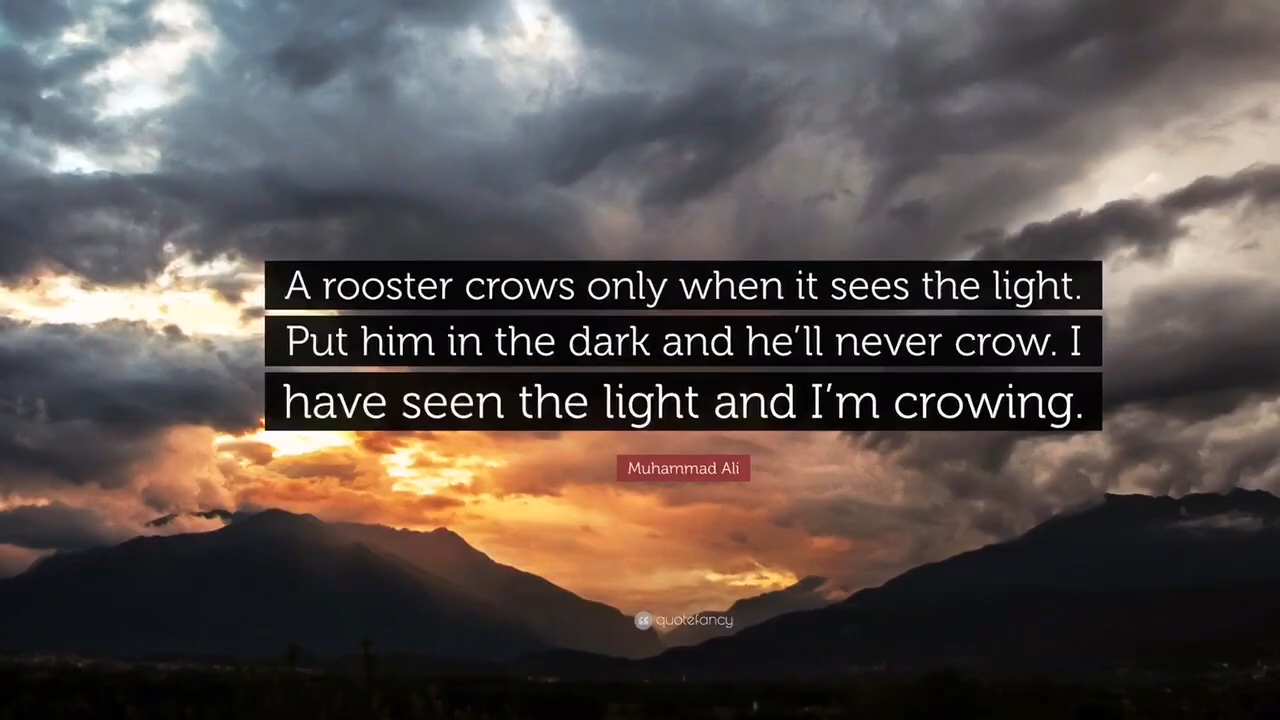 A rooster crows only when it sees the light.
Put him in the dark and he’ll never crow. I
have seen the light and I’m crowing.
Muhammad Ali
quotefancy